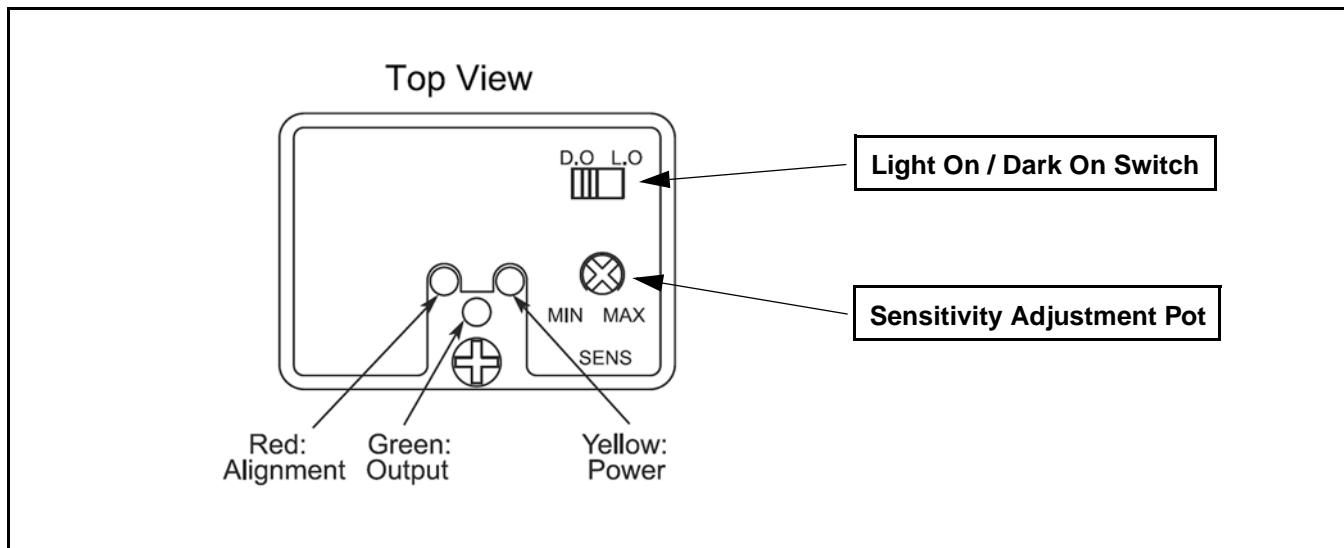 Top View
D.O L.O
Light On / Dark On Switch
MIN MAX
Sensitivity Adjustment Pot
SENS
Red:
Alignment
Green:
Output
Yellow:
Power